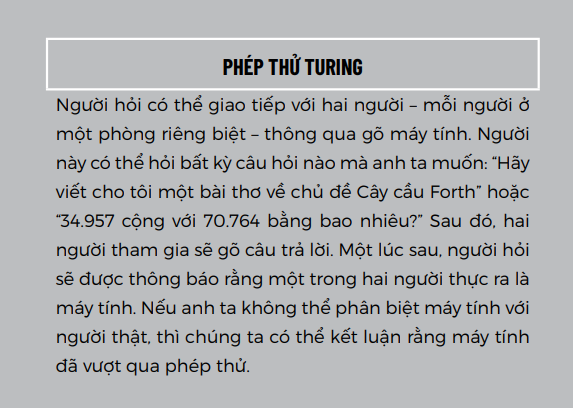 PHÉP THỬ TURING
Người hỏi có thể giao tiếp với hai người – mỗi người ở
một phòng riêng biệt – thông qua gõ máy tính. Người
này có thể hỏi bất kỳ câu hỏi nào mà anh ta muốn: “Hãy
viết cho tôi một bài thơ về chủ đề Cây cầu Forth” hoặc
“34.957 cộng với 70.764 bằng bao nhiêu?” Sau đó, hai
người tham gia sẽ gõ câu trả lời. Một lúc sau, người hỏi
sẽ được thông báo rằng một trong hai người thực ra là
máy tính. Nếu anh ta không thể phân biệt máy tính với
người thật, thì chúng ta có thể kết luận rằng máy tính
đã vượt qua phép thử.